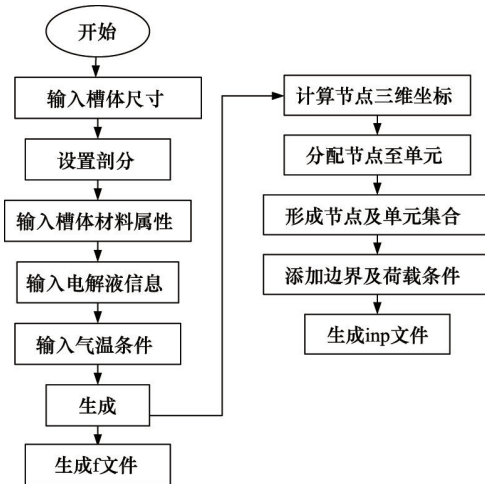 开始
输入槽体尺寸
设置剖分
输入槽体材料属性
输入电解液信息
输入气温条件
生成
生成f文件
计算节点三维坐标
分配节点至单元
形成节点及单元集合
添加边界及荷载条件
生成inp文件